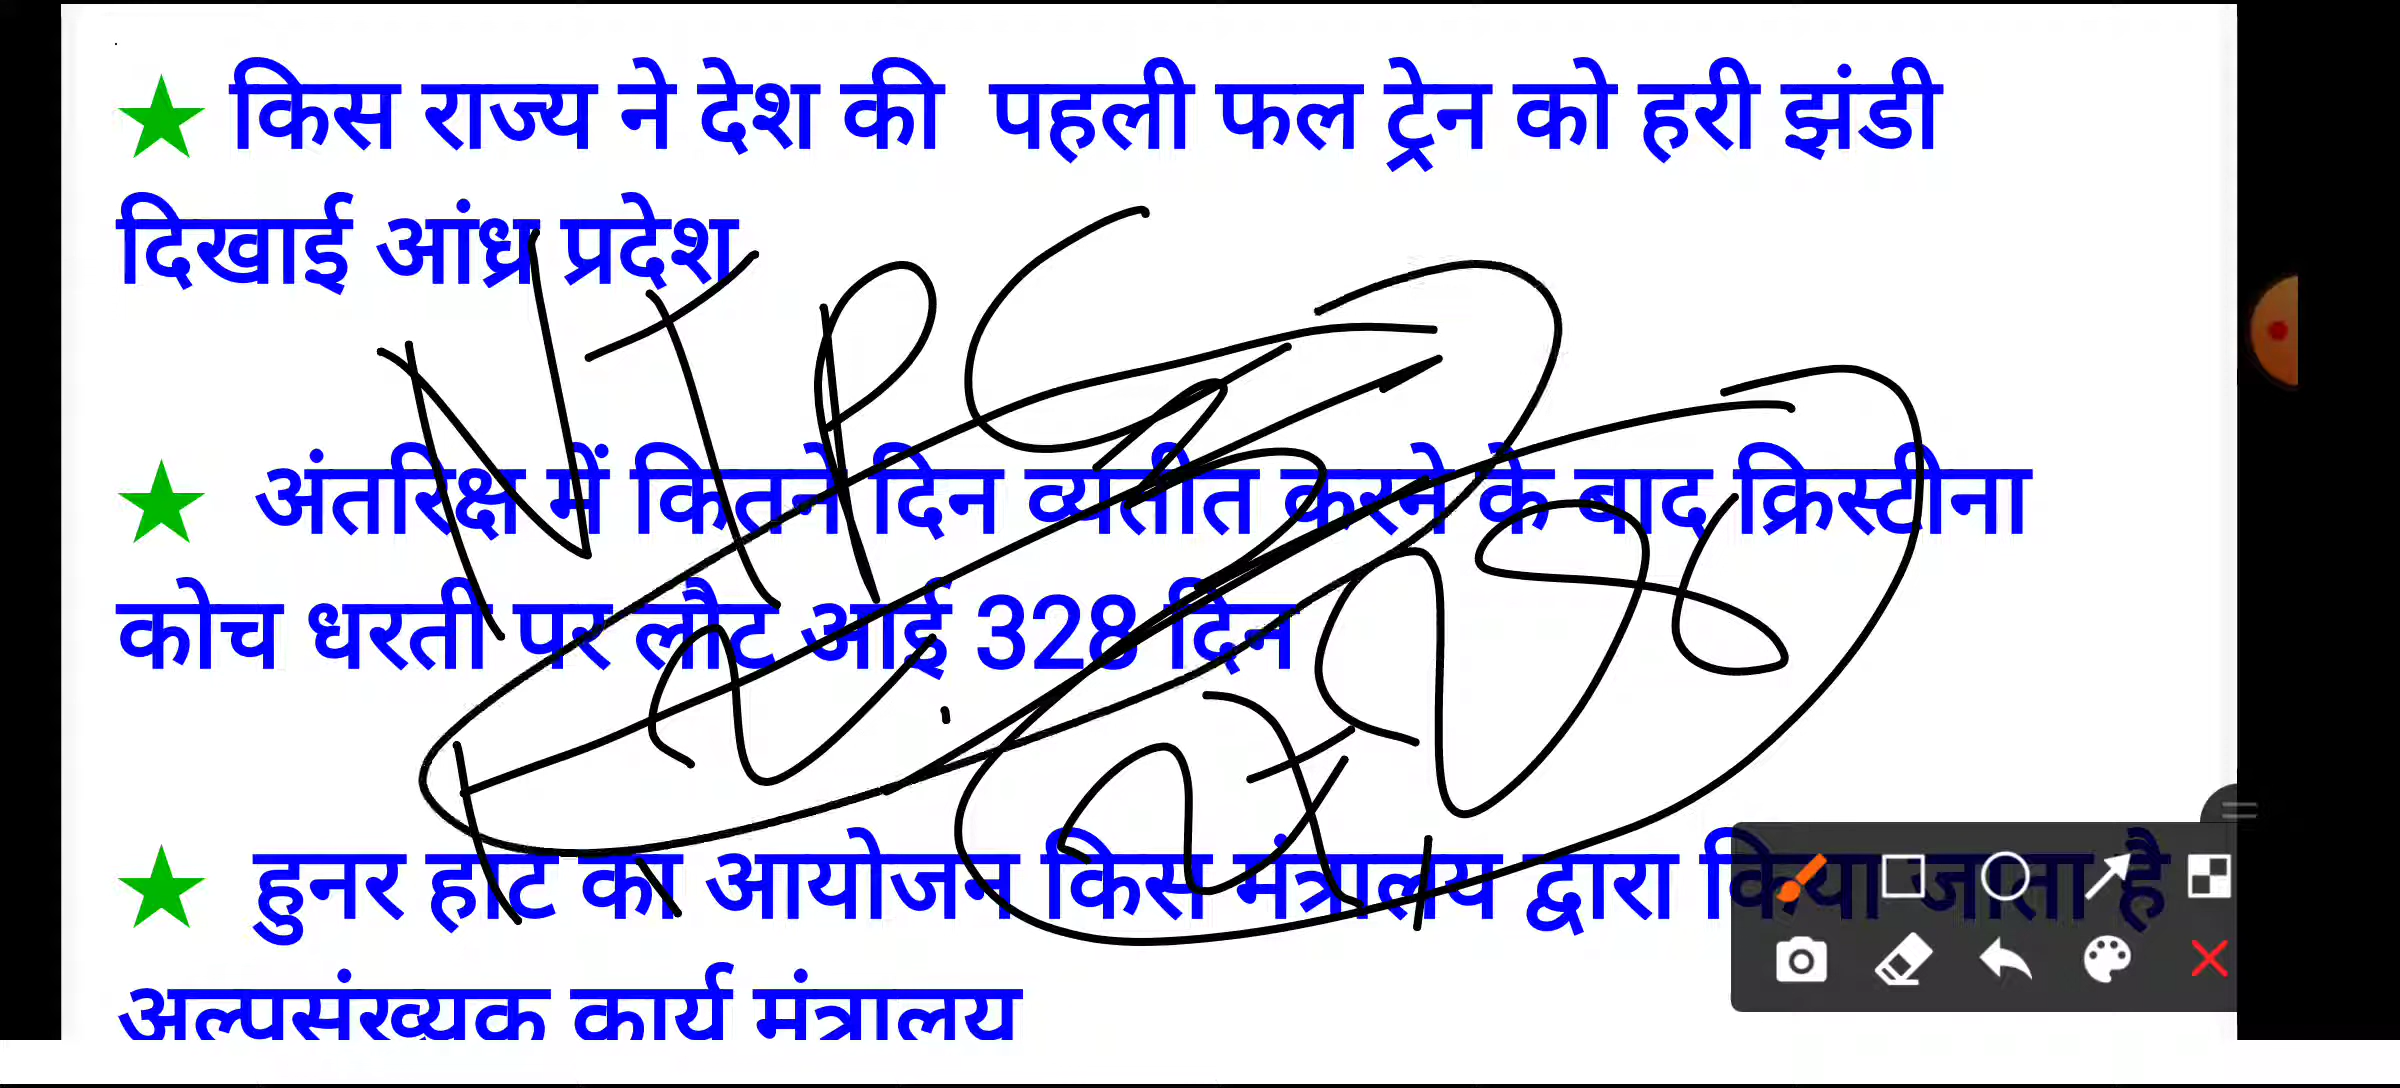 ★ किस राज्य ने देश की पहली फल ट्रेन को हरी झंडी
दिखाई आंध्र प्रदेश
NTPC
★ अंतरिक्ष में कितने दिन व्यतीत करने के बाद क्रिस्टीना
कोच धरती पर लौट आई 328 दिन
★ हुनर हाट का आयोजन किस मंत्रालय द्वारा किया जाता है
अल्पसंख्यक कार्य मंत्रालय